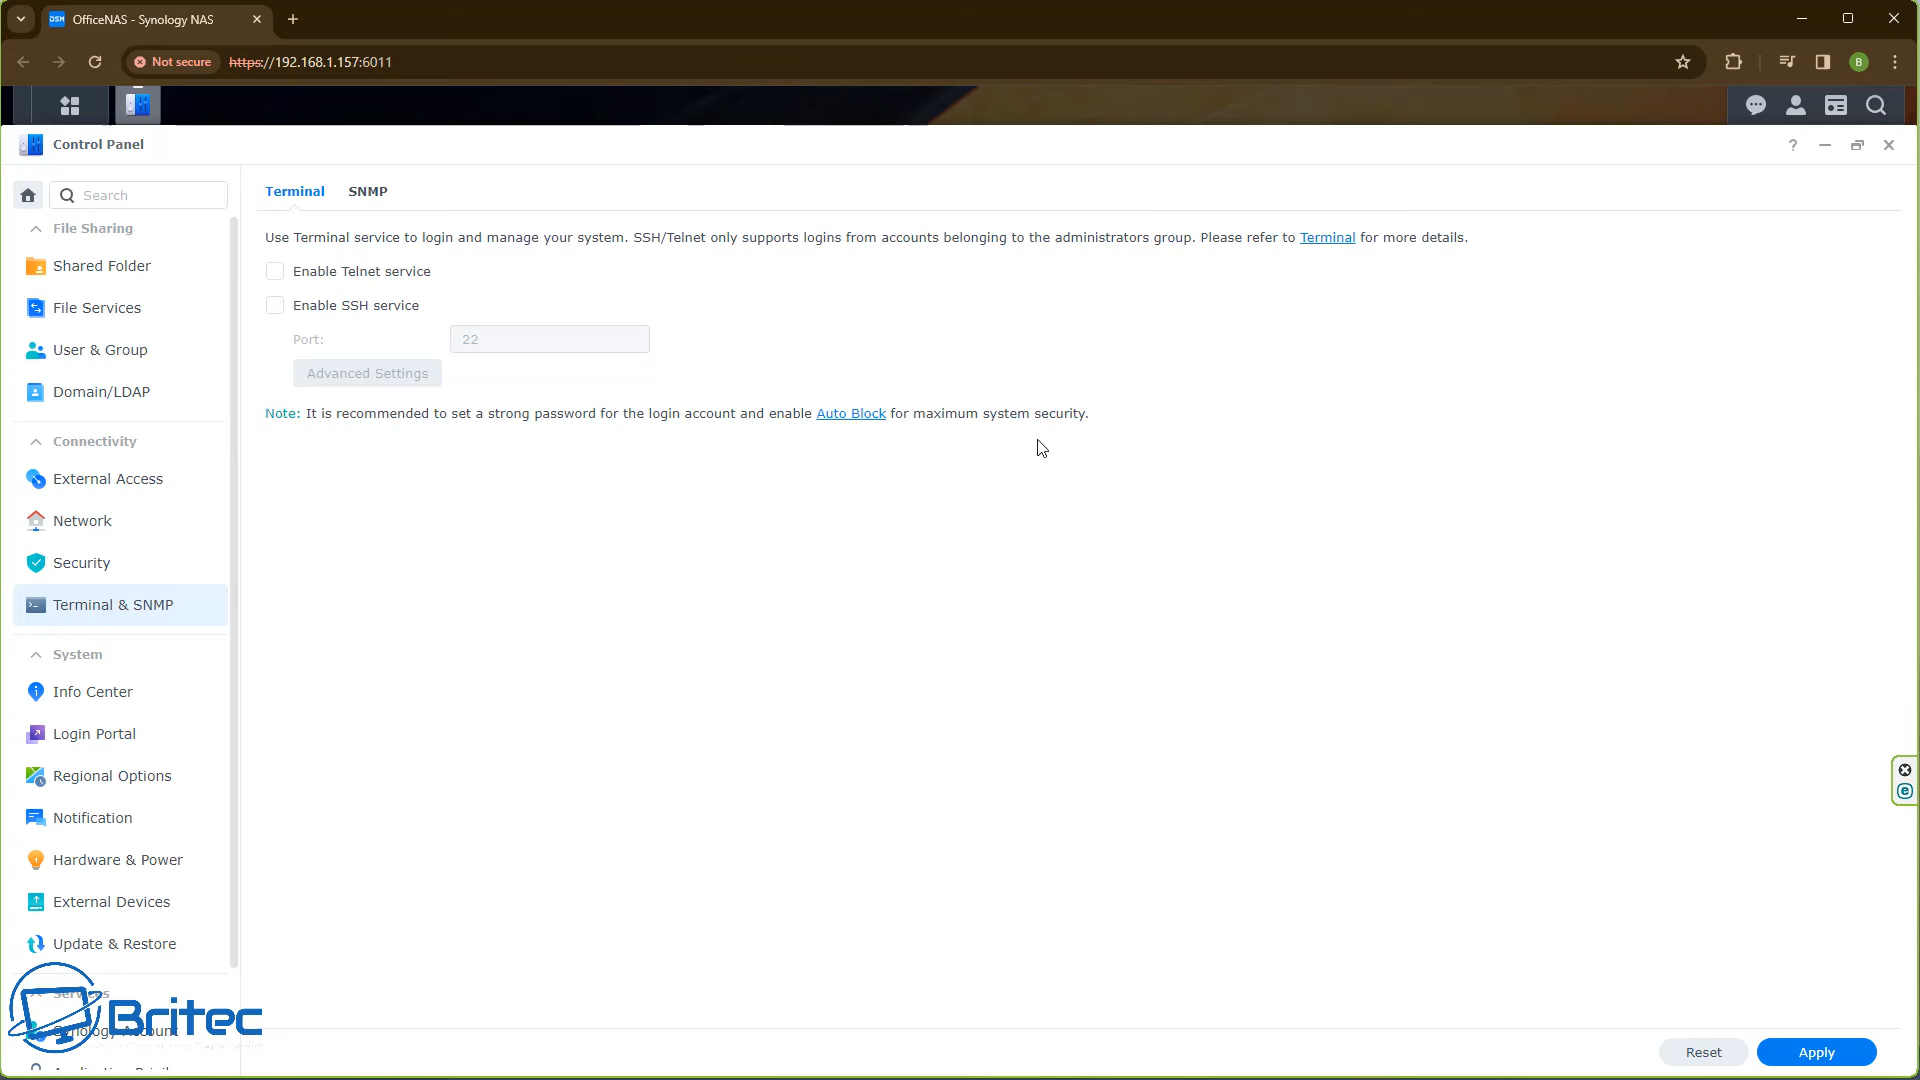 OfficeNAS - Synology NAS
Not secure
https://192.168.1.157:6011
B
Control Panel
Search
File Sharing
Shared Folder
File Services
User & Group
Domain/LDAP
Connectivity
External Access
Network
Security
Terminal & SNMP
System
Info Center
Login Portal
Regional Options
Notification
Hardware & Power
External Devices
Update & Restore
Services
Synology Account
Britec
Terminal
SNMP
Use Terminal service to login and manage your system. SSH/Telnet only supports logins from accounts belonging to the administrators group. Please refer to Terminal for more details.
Enable Telnet service
Enable SSH service
Port:
22
Advanced Settings
Note: It is recommended to set a strong password for the login account and enable Auto Block for maximum system security.
Reset
Apply